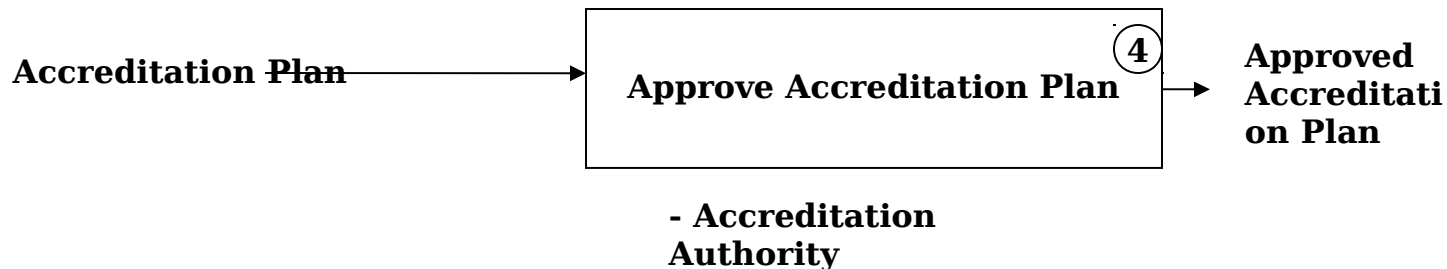 4
Accreditation Plan
Approve Accreditation Plan
Approved
Accreditati
on Plan
- Accreditation
Authority